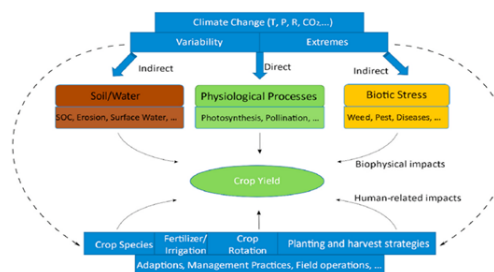 Climate Change (T, P, R, CO₂,...)
Variability Extremes
Indirect Direct Indirect
Soil/Water Physiological Processes Biotic Stress
SOC, Erosion, Surface Water, ... Photosynthesis, Pollination, ... Weed, Pest, Diseases, ...
Biophysical impacts
Crop Yield
Human-related impacts
Crop Species Fertilizer/ Crop Planting and harvest strategies
Irrigation Rotation
Adaptions, Management Practices, Field operations, ...